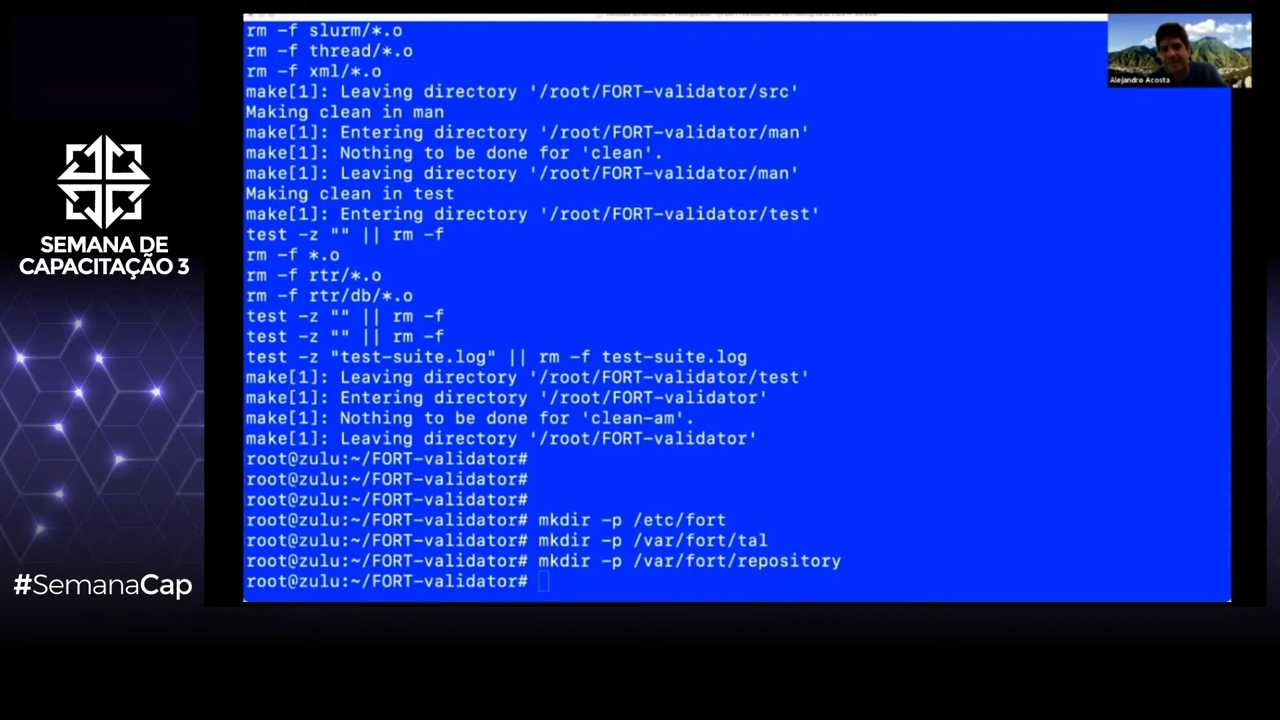 rm -f slurm/*.o
rm -f thread/*.o
rm -f xml/*.o
make[1]: Leaving directory '/root/FORT-validator/src'
Making clean in man
make[1]: Entering directory '/root/FORT-validator/man'
make[1]: Nothing to be done for 'clean'.
make[1]: Leaving directory '/root/FORT-validator/man'
Making clean in test
make[1]: Entering directory '/root/FORT-validator/test'
test -z "" || rm -f
rm -f *.o
rm -f rtr/*.o
rm -f rtr/db/*.o
test -z "" || rm -f
test -z "" || rm -f
test -z "test-suite.log" || rm -f test-suite.log
make[1]: Leaving directory '/root/FORT-validator/test'
make[1]: Entering directory '/root/FORT-validator'
make[1]: Nothing to be done for 'clean-am'.
make[1]: Leaving directory '/root/FORT-validator'
root@zulu:~/FORT-validator#
root@zulu:~/FORT-validator#
root@zulu:~/FORT-validator#
root@zulu:~/FORT-validator# mkdir -p /etc/fort
root@zulu:~/FORT-validator# mkdir -p /var/fort/tal
root@zulu:~/FORT-validator# mkdir -p /var/fort/repository
root@zulu:~/FORT-validator#
Alejandro Acosta
SEMANA DE
CAPACITAÇÃO 3
#SemanaCap